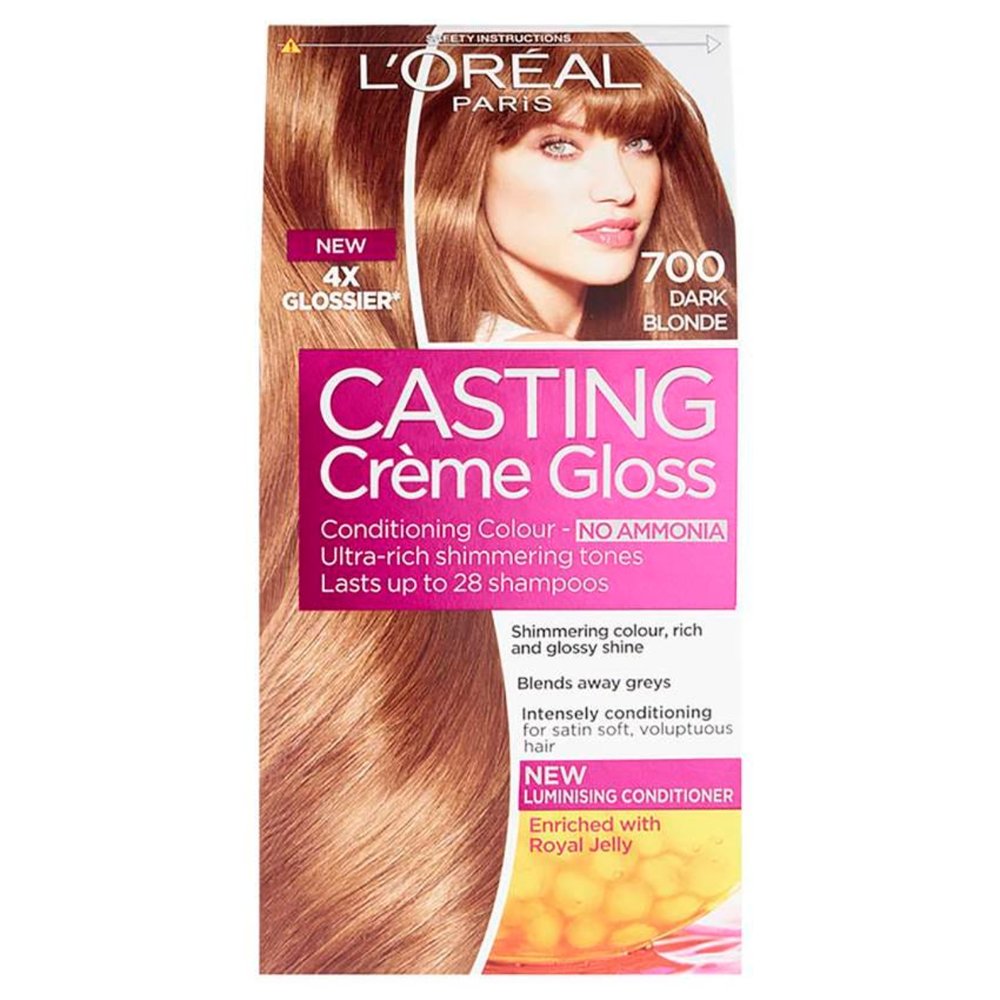 SAFETY INSTRUCTIONS
L'ORÉAL
PARIS
NEW
4X
GLOSSIER*
700
DARK
BLONDE
CASTING
Crème Gloss
Conditioning Colour - NO AMMONIA
Ultra-rich shimmering tones
Lasts up to 28 shampoos
Shimmering colour, rich
and glossy shine
Blends away greys
Intensely conditioning
for satin soft, voluptuous
hair
NEW
LUMINISING CONDITIONER
Enriched with
Royal Jelly